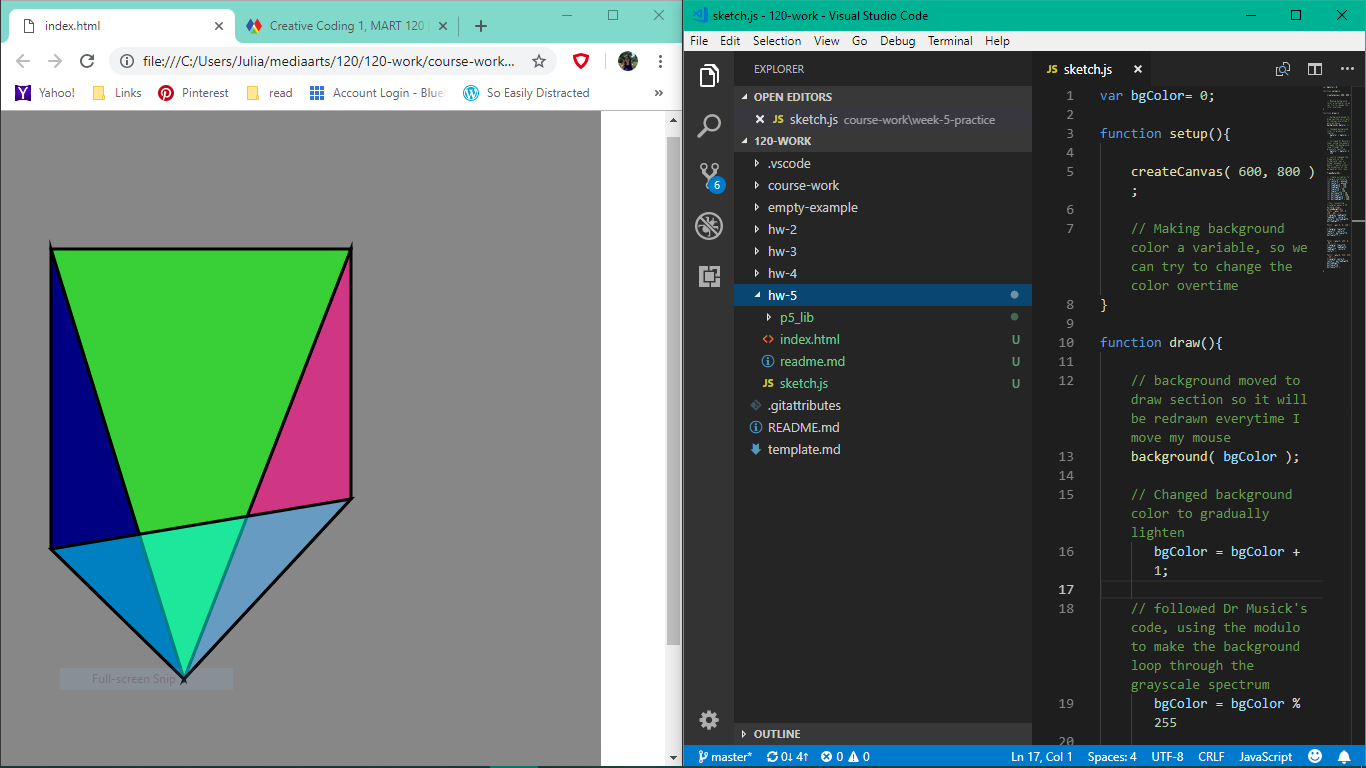 index.html
Creative Coding 1, MART 120
file:///C:/Users/Julia/mediaarts/120/120-work/course-work...
Yahoo!
Links
Pinterest
read
Account Login - Blue
So Easily Distracted
»
Full-screen Snip
sketch.js - 120-work - Visual Studio Code
File Edit Selection View Go Debug Terminal Help
EXPLORER
OPEN EDITORS
JS sketch.js course-work\week-5-practice
120-WORK
.vscode
course-work
empty-example
hw-2
hw-3
hw-4
hw-5
p5_lib
<> index.html U
readme.md U
JS sketch.js U
.gitattributes
README.md
template.md
OUTLINE
6
JS sketch.js
1 var bgColor= 0;
2
3 function setup(){
4
5 createCanvas( 600, 800 )
;
6
7 // Making background
color a variable, so we
can try to change the
color overtime
8 }
9
10 function draw(){
11
12 // background moved to
draw section so it will
be redrawn everytime I
move my mouse
13 background( bgColor );
14
15 // Changed background
color to gradually
lighten
16 bgColor = bgColor +
1;
17
18 // followed Dr Musick's
code, using the modulo
to make the background
loop through the
grayscale spectrum
19 bgColor = bgColor %
255
20
master* 0↓ 4↑ 0 0 Ln 17, Col 1 Spaces: 4 UTF-8 CRLF JavaScript